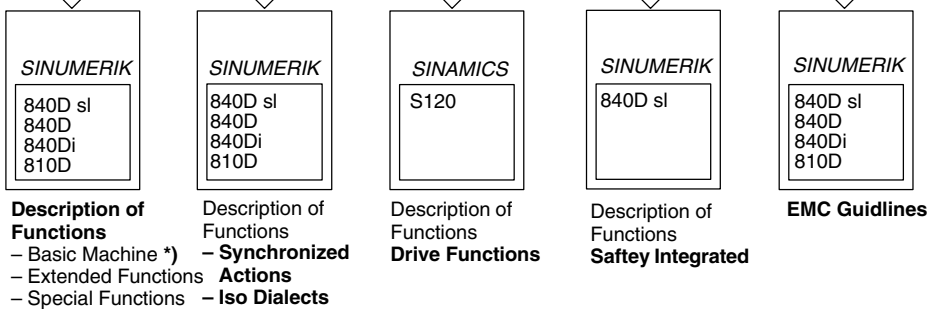 SINUMERIK
840D sl
840D
840Di
810D
Description of
Functions
– Basic Machine *)
– Extended Functions
– Special Functions
SINUMERIK
840D sl
840D
840Di
810D
Description of
Functions
– Synchronized
Actions
– Iso Dialects
SINAMICS
S120
Description of
Functions
Drive Functions
SINUMERIK
840D sl
Description of
Functions
Saftey Integrated
SINUMERIK
840D sl
840D
840Di
810D
EMC Guidlines